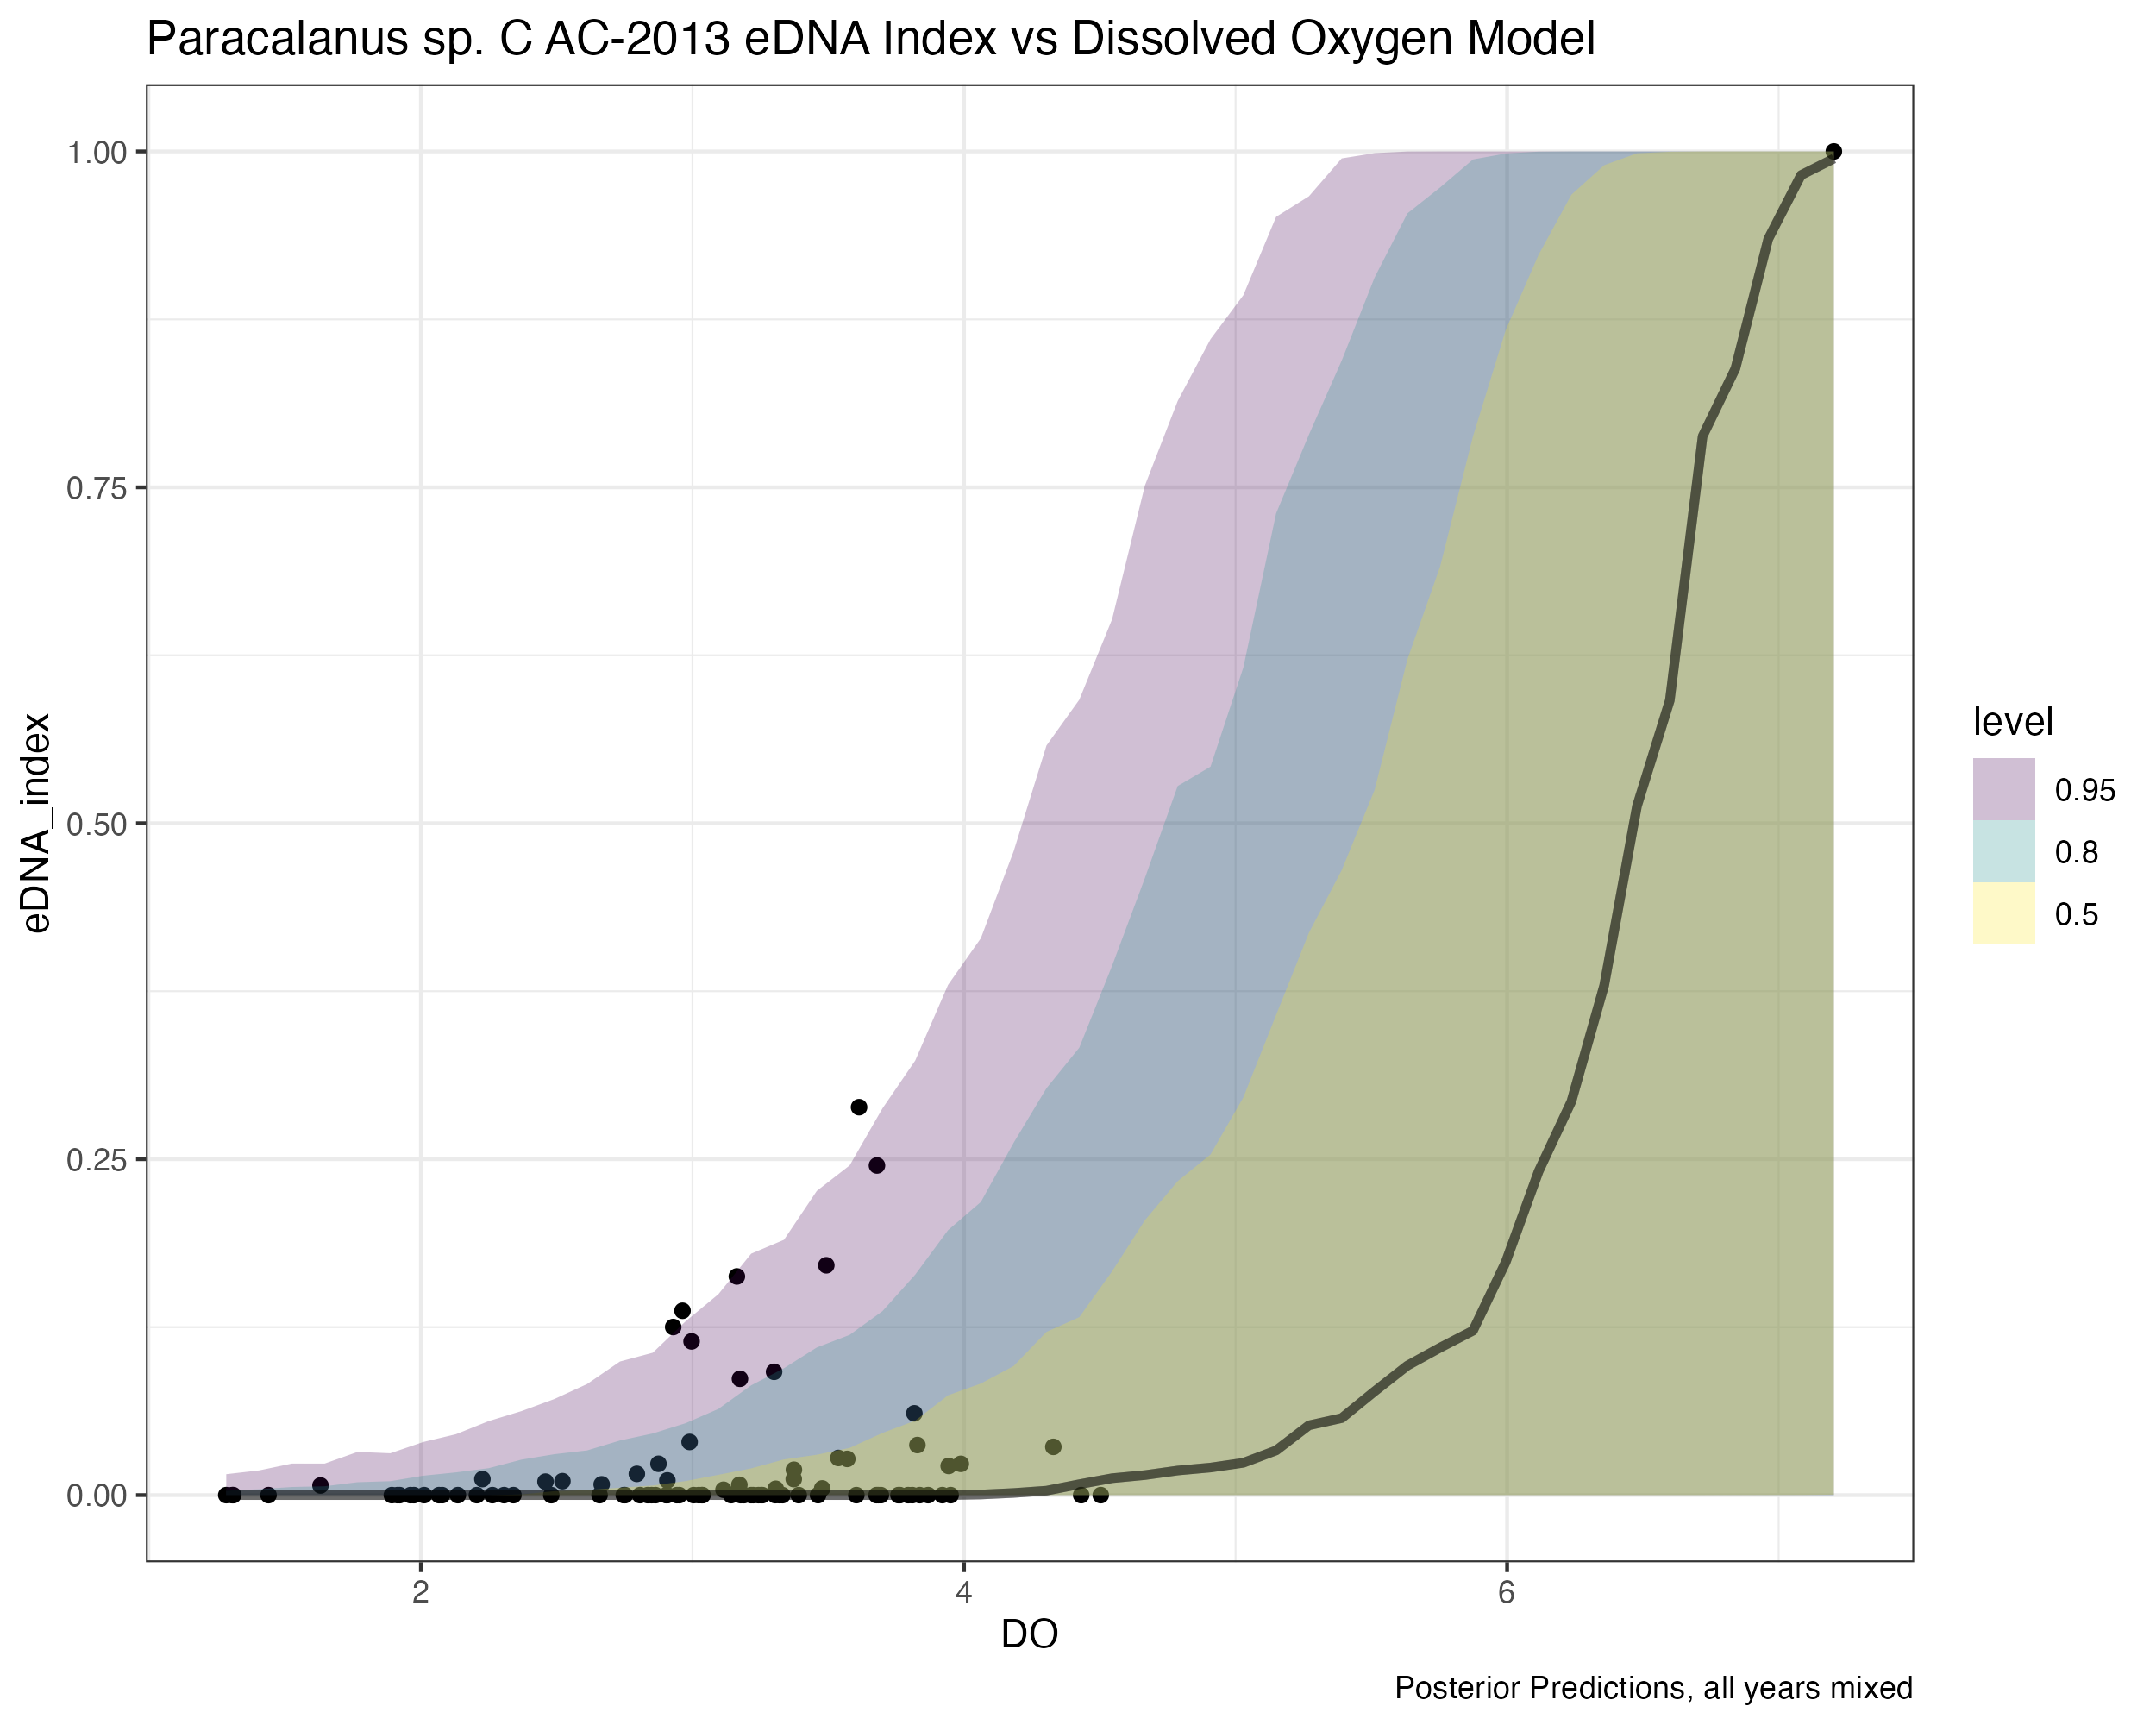 Paracalanus sp. C AC-2013 eDNA Index vs Dissolved Oxygen Model
1.00
0.75
0.50
0.25
0.00
eDNA_index
2
4
6
DO
level
0.95
0.8
0.5
Posterior Predictions, all years mixed